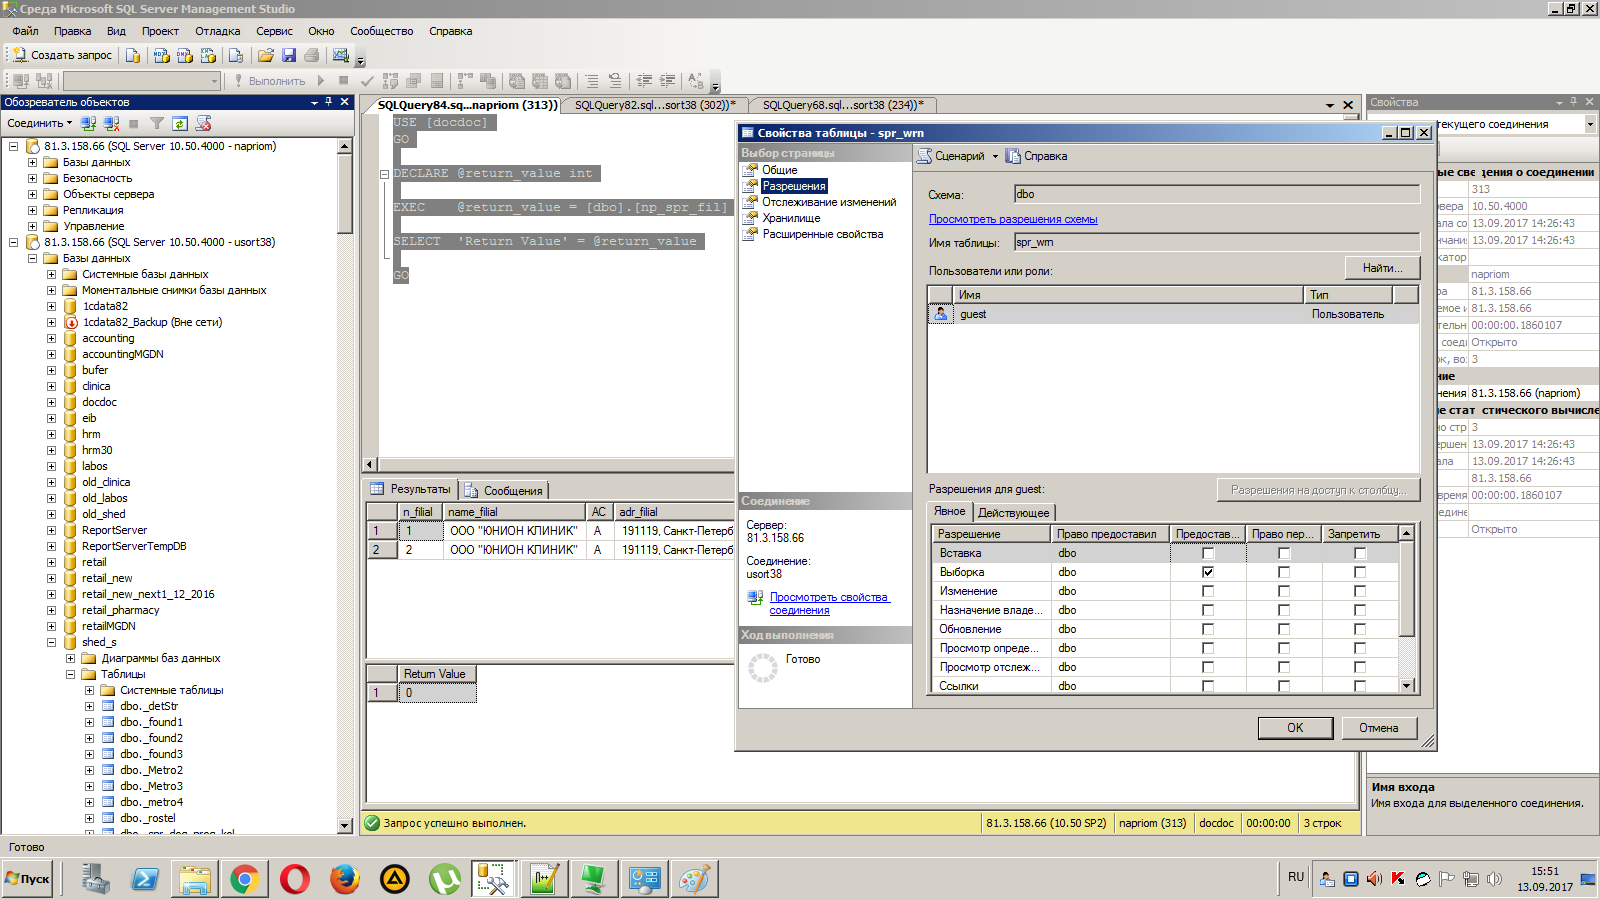 Среда Microsoft SQL Server Management Studio
Файл Правка Вид Проект Отладка Сервис Окно Сообщество Справка
Создать запрос
Выполнить
Обозреватель объектов
Соединить
81.3.158.66 (SQL Server 10.50.4000 - napriom)
Базы данных
Безопасность
Объекты сервера
Репликация
Управление
81.3.158.66 (SQL Server 10.50.4000 - usort38)
Базы данных
Системные базы данных
Моментальные снимки базы данных
1cdata82
1cdata82_Backup (Вне сети)
accounting
accountingMGDN
bufer
clinica
docdoc
eib
hrm
hrm30
labos
old_clinica
old_labos
old_shed
ReportServer
ReportServerTempDB
retail
retail_new
retail_new_next1_12_2016
retail_pharmacy
retailMGDN
shed_s
Диаграммы баз данных
Таблицы
Системные таблицы
dbo._detStr
dbo._found1
dbo._found2
dbo._found3
dbo._Metro2
dbo._Metro3
dbo._metro4
dbo._rostel
SQLQuery84.sq...napriom (313)) SQLQuery82.sql...sort38 (302))* SQLQuery68.sql...sort38 (234))*
USE [docdoc]
GO
DECLARE @return_value int
EXEC @return_value = [dbo].[np_spr_fil]
SELECT 'Return Value' = @return_value
GO
Результаты Сообщения
n_filial name_filial AC adr_filial
1 1 ООО "ЮНИОН КЛИНИК" A 191119, Санкт-Петерб
2 2 ООО "ЮНИОН КЛИНИК" A 191119, Санкт-Петерб
Return Value
1 0
Запрос успешно выполнен. 81.3.158.66 (10.50 SP2) napriom (313) docdoc 00:00:00 3 строк
Свойства таблицы - spr_wrn
Выбор страницы
Общие
Разрешения
Отслеживание изменений
Хранилище
Расширенные свойства
Соединение
Сервер:
81.3.158.66
Соединение:
usort38
Просмотреть свойства
соединения
Ход выполнения
Готово
Сценарий Справка
Схема: dbo
Просмотреть разрешения схемы
Имя таблицы: spr_wrn
Пользователи или роли: Найти...
Имя Тип
guest Пользователь
Разрешения для guest: Разрешения на доступ к столбцу...
Явное Действующее
Разрешение Право предоставил Предостав... Право пер... Запретить
Вставка dbo
Выборка dbo
Изменение dbo
Назначение владе... dbo
Обновление dbo
Просмотр опреде... dbo
Просмотр отслеж... dbo
Ссылки dbo
OK Отмена
Свойства
текущего соединения
313
10.50.4000
13.09.2017 14:26:43
13.09.2017 14:26:43
napriom
81.3.158.66
81.3.158.66
00:00:00.1860107
Открыто
3
81.3.158.66 (napriom)
3
13.09.2017 14:26:43
13.09.2017 14:26:43
81.3.158.66
00:00:00.1860107
Открыто
Имя входа
Имя входа для выделенного соединения.
Готово
Пуск RU 15:51
13.09.2017